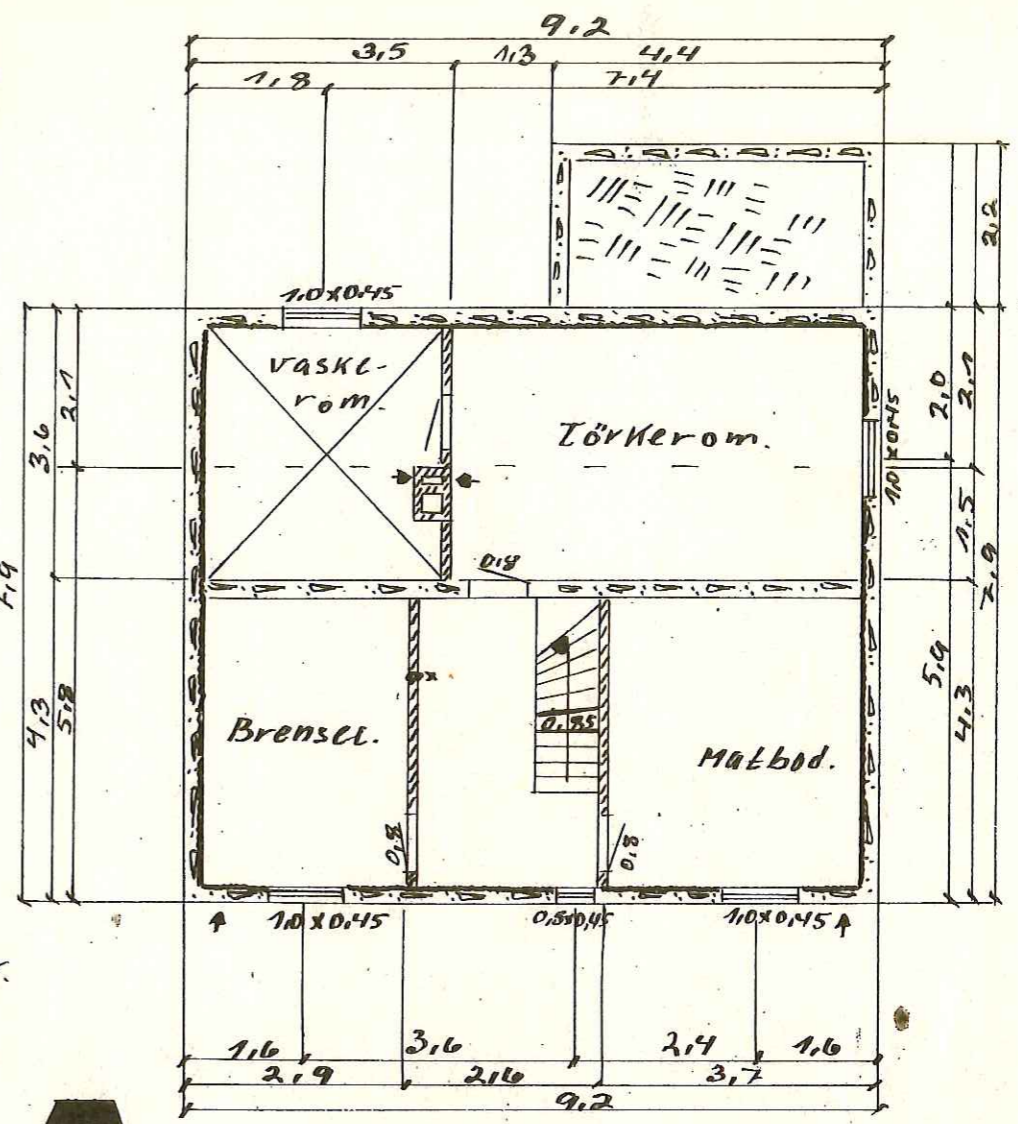 9,2
3,5 1,3 4,4
1,8 7,4
2,2
1,0x0,45
vaske-
rom.
Törkerom.
2,1
3,6
7,9
4,3
5,8
1,0x0,45
2,0
2,1
1,5
7,9
5,9
4,3
0,8
0,85
Brensel.
Matbod.
0,8
0,8
1,0x0,45 0,5x0,45 1,0x0,45
1,6 3,6 2,4 1,6
2,9 2,6 3,7
9,2